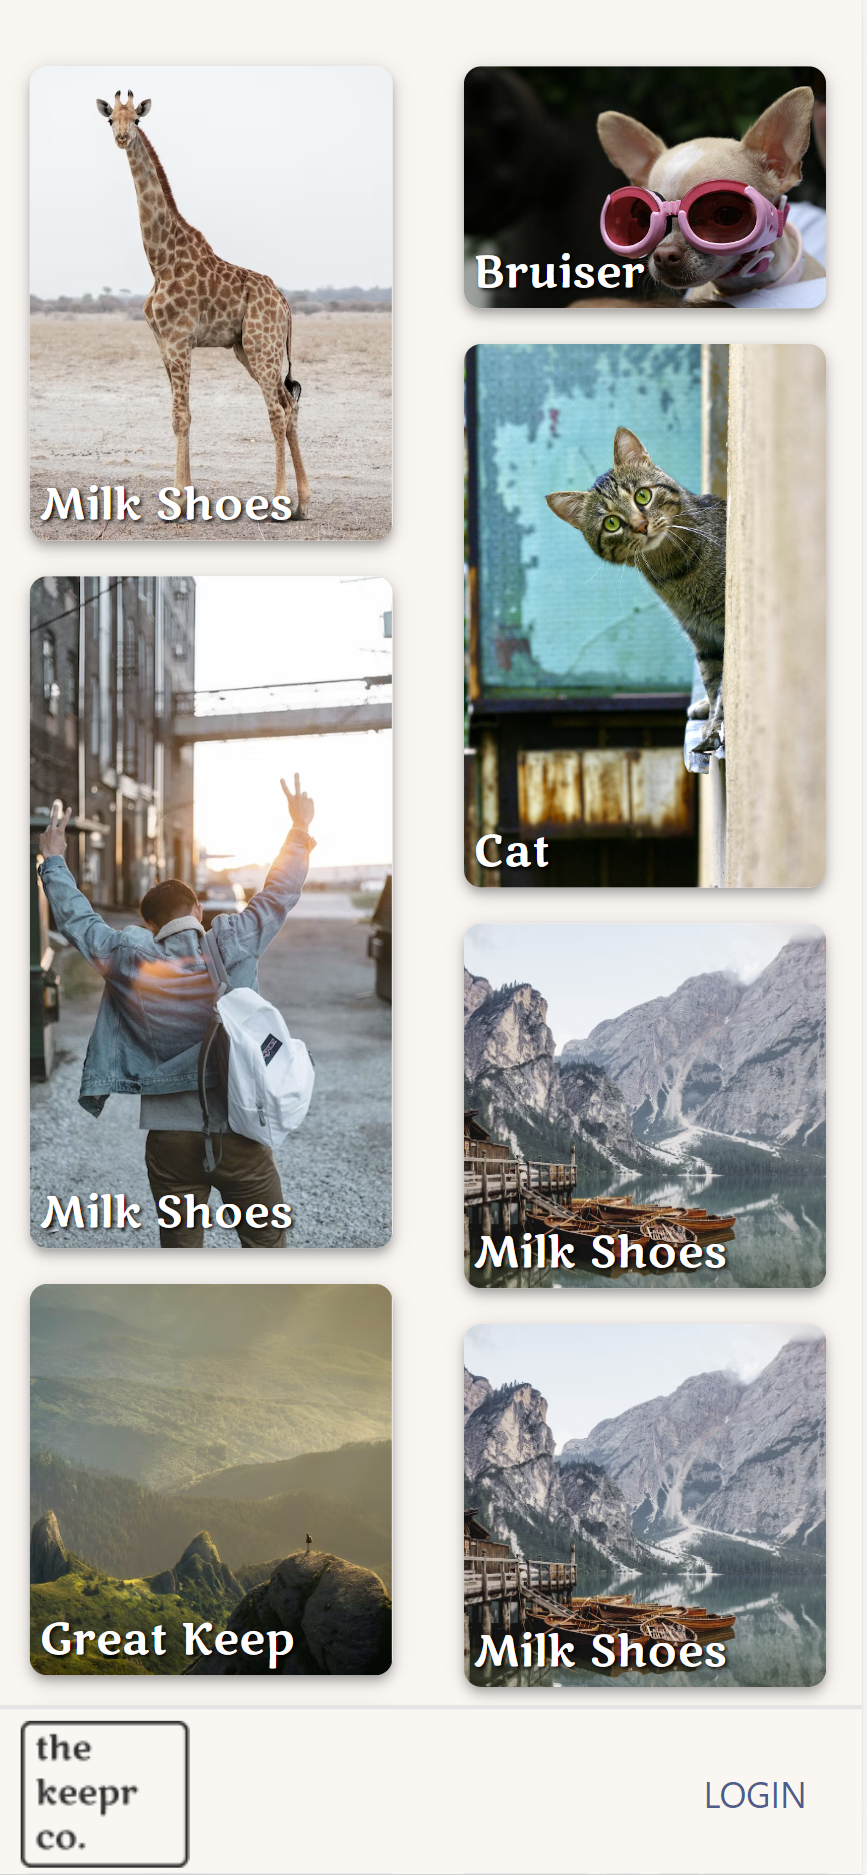 Milk Shoes
Bruiser
Cat
Milk Shoes
Milk Shoes
Great Keep
Milk Shoes
the
keepr
co.
LOGIN